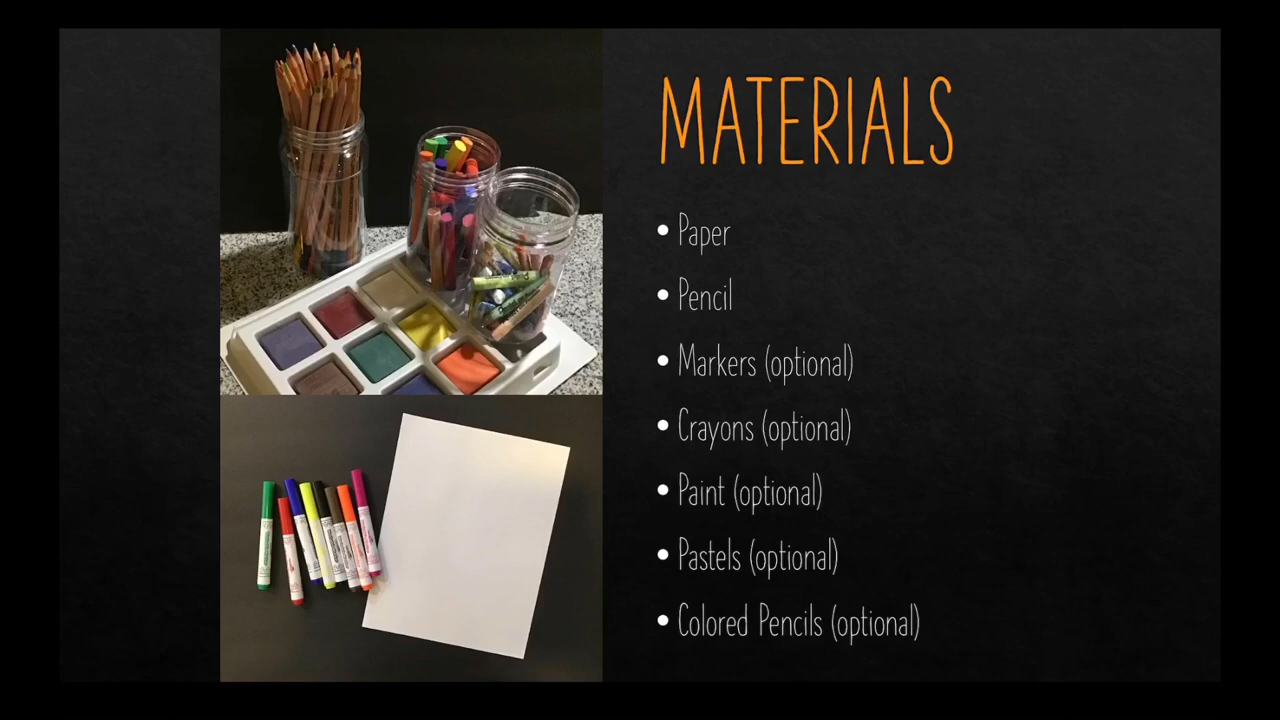 MATERIALS
• Paper
• Pencil
• Markers (optional)
• Crayons (optional)
• Paint (optional)
• Pastels (optional)
• Colored Pencils (optional)